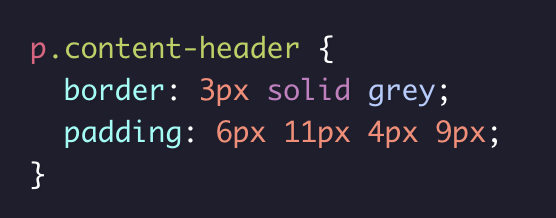 p.content-header {
  border: 3px solid grey;
  padding: 6px 11px 4px 9px;
}